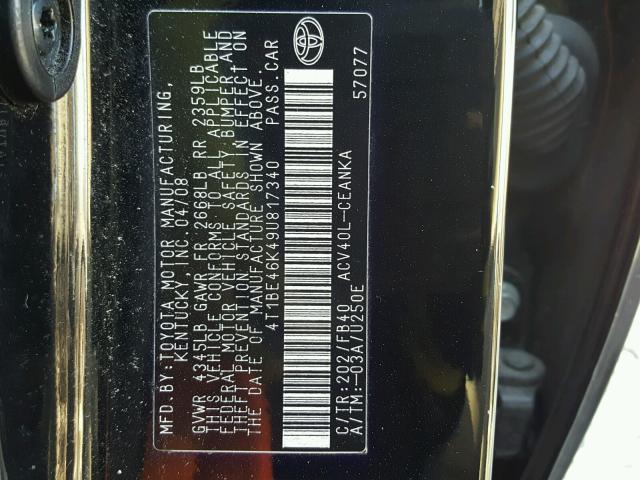 MFD.BY:TOYOTA MOTOR MANUFACTURING,
KENTUCKY, INC. 04/08
GVWR 4345LB GAWR FR 2668LB RR 2359LB
THIS VEHICLE CONFORMS TO ALL APPLICABLE
FEDERAL MOTOR VEHICLE SAFETY, BUMPER, AND
THEFT PREVENTION STANDARDS IN EFFECT ON
THE DATE OF MANUFACTURE SHOWN ABOVE.
4T1BE46K49U817340 PASS.CAR
C/TR:202/FB40 ACV40L-CEANKA
A/TM:-03A/U250E 57077